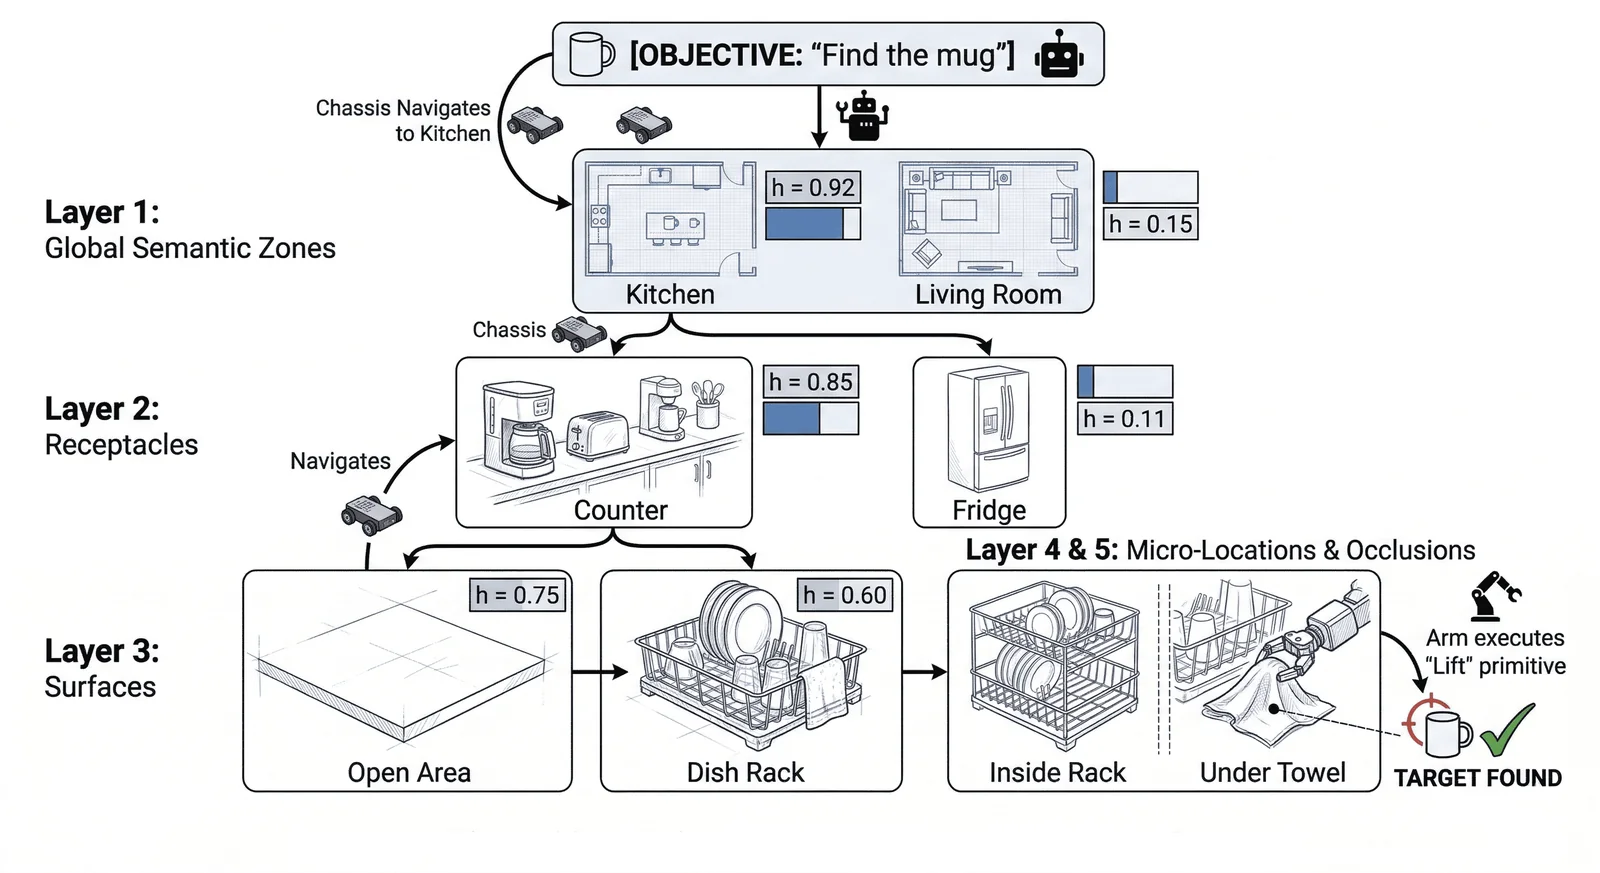 [OBJECTIVE: “Find the mug”]
Chassis Navigates
to Kitchen
Layer 1:
Global Semantic Zones
h = 0.92
h = 0.15
Kitchen
Living Room
Chassis
Layer 2:
Receptacles
h = 0.85
h = 0.11
Navigates
Counter
Fridge
Layer 4 & 5: Micro-Locations & Occlusions
Layer 3:
Surfaces
h = 0.75
h = 0.60
Open Area
Dish Rack
Inside Rack
Under Towel
Arm executes
“Lift” primitive
TARGET FOUND